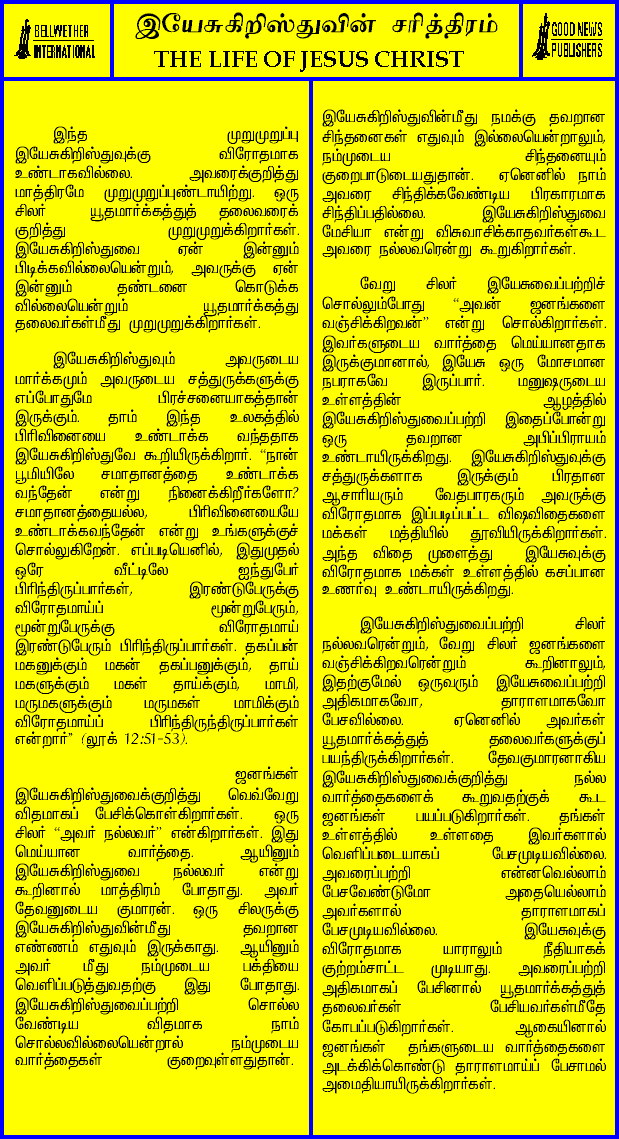 BELLWETHER
INTERNATIONAL
இயேசுகிறிஸ்துவின் சரித்திரம்
THE LIFE OF JESUS CHRIST
GOOD NEWS
PUBLISHERS
இந்த முறுமுறுப்பு
இயேசுகிறிஸ்துவுக்கு விரோதமாக
உண்டாகவில்லை. அவரைக்குறித்து
மாத்திரமே முறுமுறுப்புண்டாயிற்று. ஒரு
சிலர் யூதமார்க்கத்துத் தலைவரைக்
குறித்து முறுமுறுக்கிறார்கள்.
இயேசுகிறிஸ்துவை ஏன் இன்னும்
பிடிக்கவில்லையென்றும், அவருக்கு ஏன்
இன்னும் தண்டனை கொடுக்க
வில்லையென்றும் யூதமார்க்கத்து
தலைவர்கள்மீது முறுமுறுக்கிறார்கள்.
இயேசுகிறிஸ்துவும் அவருடைய
மார்க்கமும் அவருடைய சத்துருக்களுக்கு
எப்போதுமே பிரச்சனையாகத்தான்
இருக்கும். தாம் இந்த உலகத்தில்
பிரிவினையை உண்டாக்க வந்ததாக
இயேசுகிறிஸ்துவே கூறியிருக்கிறார். “நான்
பூமியிலே சமாதானத்தை உண்டாக்க
வந்தேன் என்று நினைக்கிறீர்களோ?
சமாதானத்தையல்ல, பிரிவினையையே
உண்டாக்கவந்தேன் என்று உங்களுக்குச்
சொல்லுகிறேன். எப்படியெனில், இதுமுதல்
ஒரே வீட்டிலே ஐந்துபேர்
பிரிந்திருப்பார்கள், இரண்டுபேருக்கு
விரோதமாய்ப் மூன்றுபேரும்,
மூன்றுபேருக்கு விரோதமாய்
இரண்டுபேரும் பிரிந்திருப்பார்கள். தகப்பன்
மகனுக்கும் மகன் தகப்பனுக்கும், தாய்
மகளுக்கும் மகள் தாய்க்கும், மாமி,
மருமகளுக்கும் மருமகள் மாமிக்கும்
விரோதமாய்ப் பிரிந்திருந்திருப்பார்கள்
என்றார்” (லூக் 12:51-53).
ஜனங்கள்
இயேசுகிறிஸ்துவைக்குறித்து வெவ்வேறு
விதமாகப் பேசிக்கொள்கிறார்கள். ஒரு
சிலர் “அவர் நல்லவர்” என்கிறார்கள். இது
மெய்யான வார்த்தை. ஆயினும்
இயேசுகிறிஸ்துவை நல்லவர் என்று
கூறினால் மாத்திரம் போதாது. அவர்
தேவனுடைய குமாரன். ஒரு சிலருக்கு
இயேசுகிறிஸ்துவின்மீது தவறான
எண்ணம் எதுவும் இருக்காது. ஆயினும்
அவர் மீது நம்முடைய பக்தியை
வெளிப்படுத்துவதற்கு இது போதாது.
இயேசுகிறிஸ்துவைப்பற்றி சொல்ல
வேண்டிய விதமாக நாம்
சொல்லவில்லையென்றால் நம்முடைய
வார்த்தைகள் குறைவுள்ளதுதான்.
இயேசுகிறிஸ்துவின்மீது நமக்கு தவறான
சிந்தனைகள் எதுவும் இல்லையென்றாலும்,
நம்முடைய சிந்தனையும்
குறைபாடுடையதுதான். ஏனெனில் நாம்
அவரை சிந்திக்கவேண்டிய பிரகாரமாக
சிந்திப்பதில்லை. இயேசுகிறிஸ்துவை
மேசியா என்று விசுவாசிக்காதவர்கள்கூட
அவரை நல்லவரென்று கூறுகிறார்கள்.
வேறு சிலர் இயேசுவைப்பற்றிச்
சொல்லும்போது “அவன் ஜனங்களை
வஞ்சிக்கிறவன்” என்று சொல்கிறார்கள்.
இவர்களுடைய வார்த்தை மெய்யானதாக
இருக்குமானால், இயேசு ஒரு மோசமான
நபராகவே இருப்பார். மனுஷருடைய
உள்ளத்தின் ஆழத்தில்
இயேசுகிறிஸ்துவைப்பற்றி இதைப்போன்று
ஒரு தவறான அபிப்பிராயம்
உண்டாயிருக்கிறது. இயேசுகிறிஸ்துவுக்கு
சத்துருக்களாக இருக்கும் பிரதான
ஆசாரியரும் வேதபாரகரும் அவருக்கு
விரோதமாக இப்படிப்பட்ட விஷவிதைகளை
மக்கள் மத்தியில் தூவியிருக்கிறார்கள்.
அந்த விதை முளைத்து இயேசுவுக்கு
விரோதமாக மக்கள் உள்ளத்தில் கசப்பான
உணர்வு உண்டாயிருக்கிறது.
இயேசுகிறிஸ்துவைப்பற்றி சிலர்
நல்லவரென்றும், வேறு சிலர் ஜனங்களை
வஞ்சிக்கிறவரென்றும் கூறினாலும்,
இதற்குமேல் ஒருவரும் இயேசுவைப்பற்றி
அதிகமாகவோ, தாராளமாகவோ
பேசவில்லை. ஏனெனில் அவர்கள்
யூதமார்க்கத்துத் தலைவர்களுக்குப்
பயந்திருக்கிறார்கள். தேவகுமாரனாகிய
இயேசுகிறிஸ்துவைக்குறித்து நல்ல
வார்த்தைகளைக் கூறுவதற்குக் கூட
ஜனங்கள் பயப்படுகிறார்கள். தங்கள்
உள்ளத்தில் உள்ளதை இவர்களால்
வெளிப்படையாகப் பேசமுடியவில்லை.
அவரைப்பற்றி என்னவெல்லாம்
பேசவேண்டுமோ அதையெல்லாம்
அவர்களால் தாராளமாகப்
பேசமுடியவில்லை. இயேசுவுக்கு
விரோதமாக யாராலும் நீதியாகக்
குற்றம்சாட்ட முடியாது. அவரைப்பற்றி
அதிகமாகப் பேசினால் யூதமார்க்கத்துத்
தலைவர்கள் பேசியவர்கள்மீதே
கோபப்படுகிறார்கள். ஆகையினால்
ஜனங்கள் தங்களுடைய வார்த்தைகளை
அடக்கிக்கொண்டு தாராளமாய்ப் பேசாமல்
அமைதியாயிருக்கிறார்கள்.